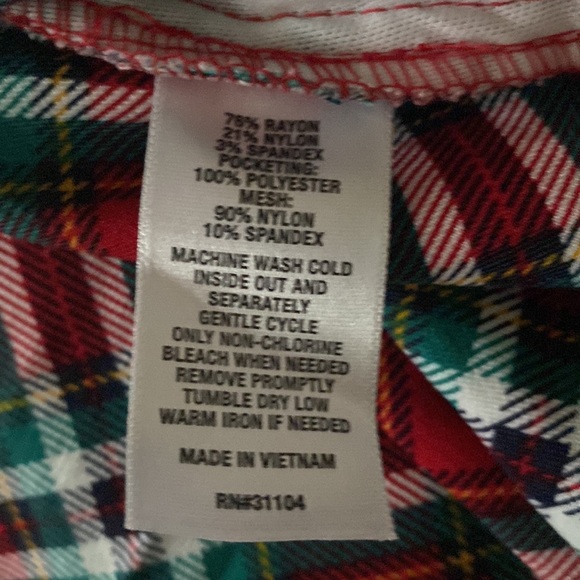 76% RAYON
21% NYLON
3% SPANDEX
POCKETING:
100% POLYESTER
MESH:
90% NYLON
10% SPANDEX
MACHINE WASH COLD
INSIDE OUT AND
SEPARATELY
GENTLE CYCLE
ONLY NON-CHLORINE
BLEACH WHEN NEEDED
REMOVE PROMPTLY
TUMBLE DRY LOW
WARM IRON IF NEEDED
MADE IN VIETNAM
RN#31104